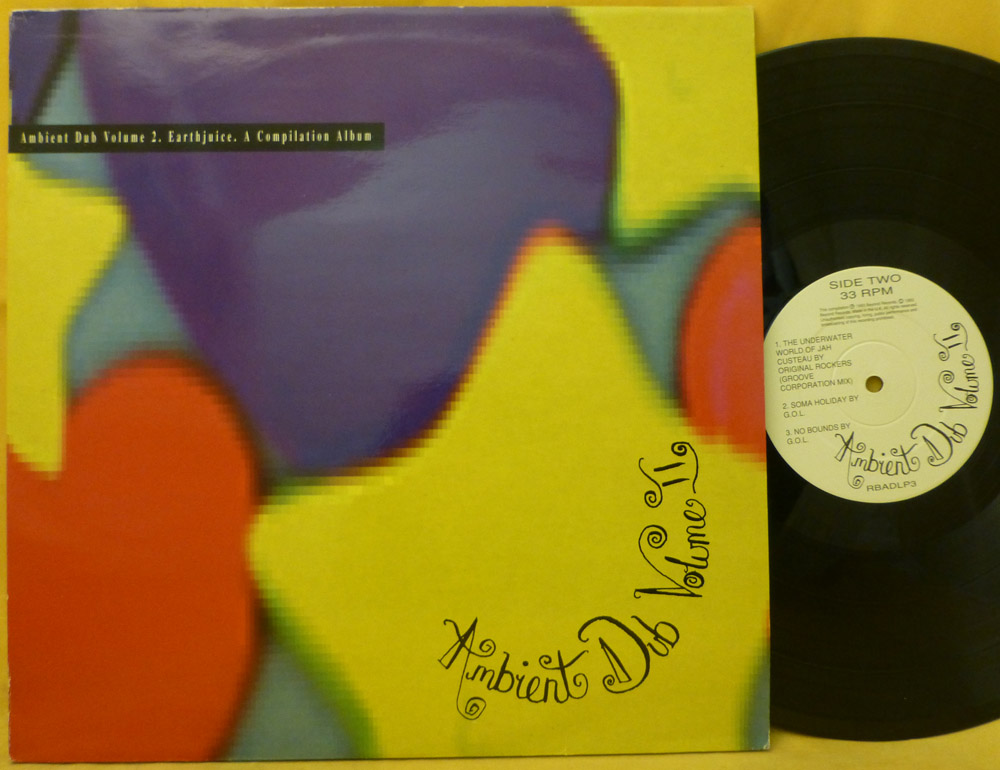 Ambient Dub Volume 2. Earthjuice. A Compilation Album
Ambient Dub Volume II
SIDE TWO
33 RPM
1. THE UNDERWATER
WORLD OF JAH
CUSTEAU BY
ORIGINAL ROCKERS
(GROOVE
CORPORATION MIX)
2. SOMA HOLIDAY BY
G.O.L
3. NO BOUNDS BY
G.O.L
Ambient Dub Volume II
RBADLP3